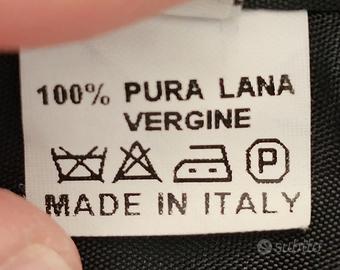 100% PURA LANA
VERGINE
P
MADE IN ITALY
subito